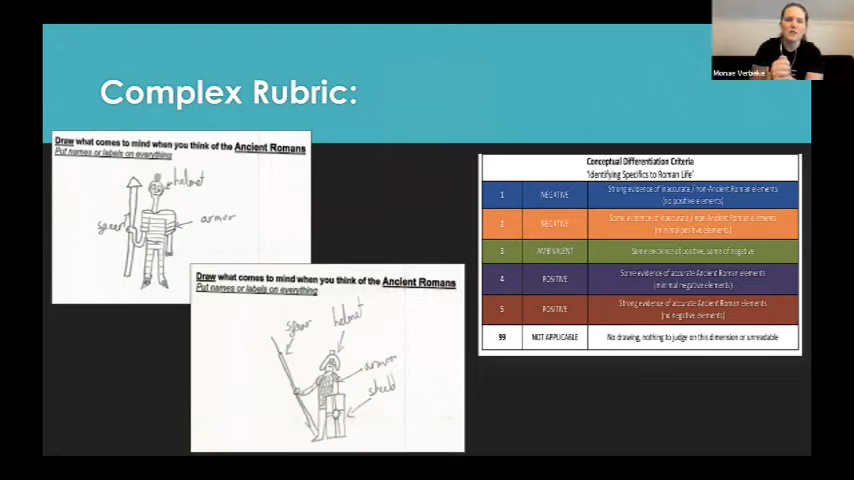 Monae Verbeke
Complex Rubric:
Draw what comes to mind when you think of the Ancient Romans
Put names or labels on everything
helmet
spear
armor
Draw what comes to mind when you think of the Ancient Romans
Put names or labels on everything
spear
helmet
armor
shield
Conceptual Differentiation Criteria
'Identifying Specifics to Roman Life'
1 NEGATIVE Strong evidence of inaccurate / non-Ancient Roman elements
(no positive elements)
2 NEGATIVE Some evidence of inaccurate / non-Ancient Roman elements
(minimal positive elements)
3 AMBIVALENT Some evidence of positive, some of negative
4 POSITIVE Some evidence of accurate Ancient Roman elements
(minimal negative elements)
5 POSITIVE Strong evidence of accurate Ancient Roman elements
(no negative elements)
99 NOT APPLICABLE No drawing, nothing to judge on this dimension or unreadable